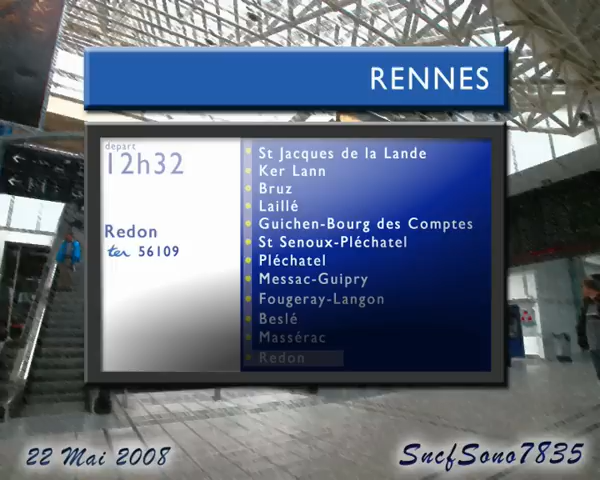 RENNES
départ
12h32
Redon
ter 56109
St Jacques de la Lande
Ker Lann
Bruz
Laillé
Guichen-Bourg des Comptes
St Senoux-Pléchatel
Pléchatel
Messac-Guipry
Fougeray-Langon
Beslé
Massérac
Redon
22 Mai 2008
SncfSono7835